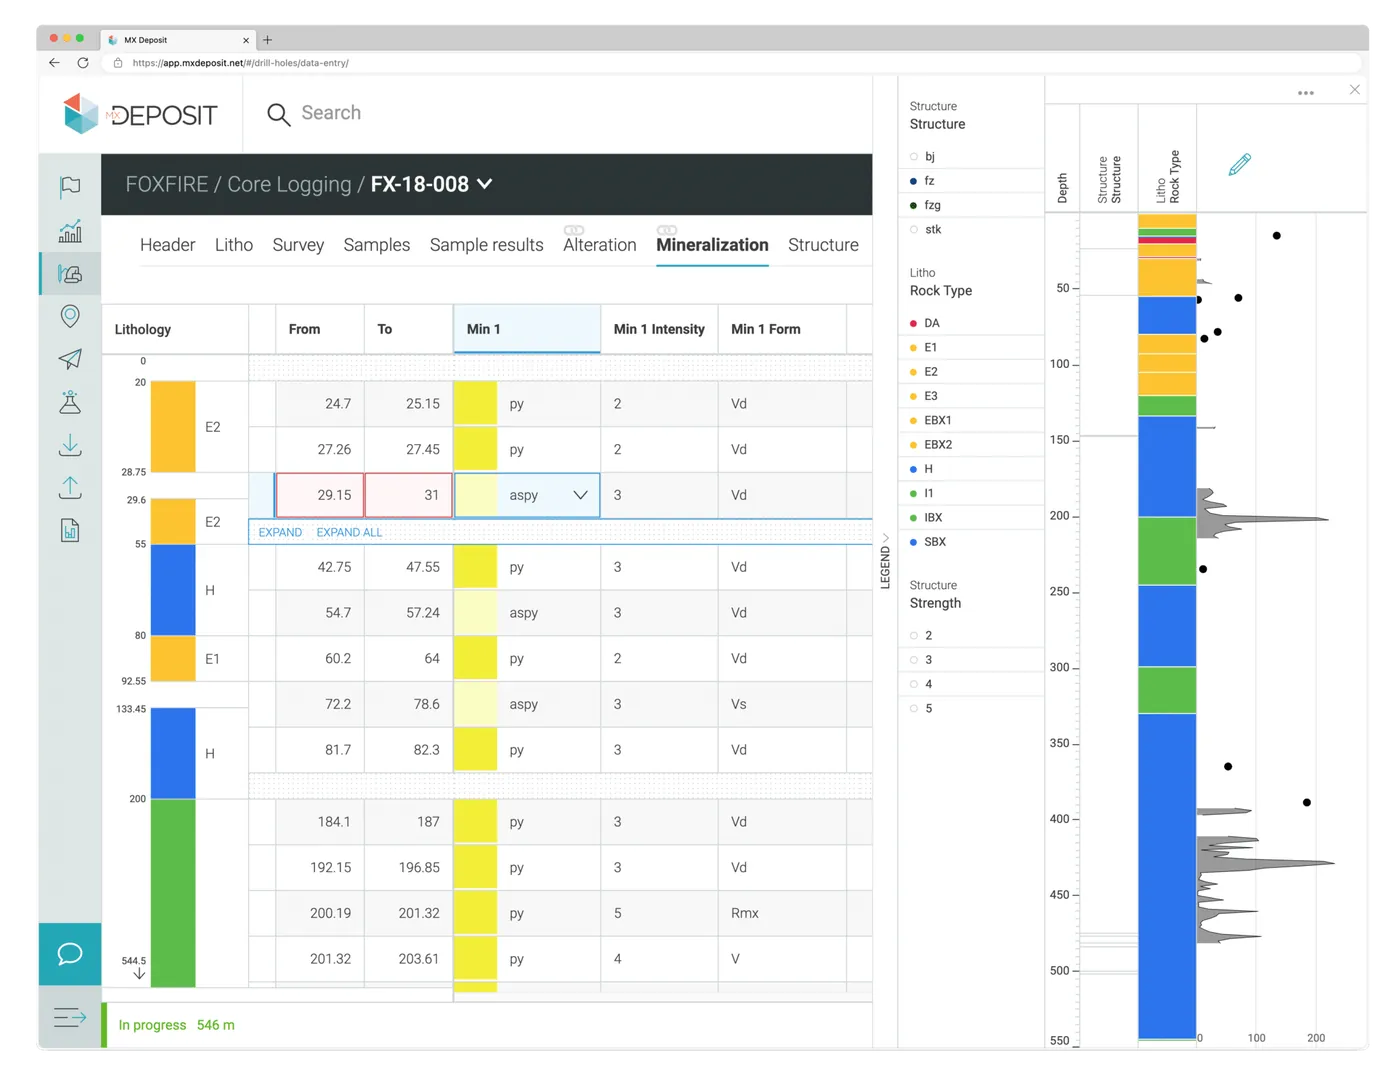 MX Deposit
https://app.mxdeposit.net/#/drill-holes/data-entry/
MX DEPOSIT
Search
FOXFIRE / Core Logging / FX-18-008
Header Litho Survey Samples Sample results Alteration Mineralization Structure
Lithology From To Min 1 Min 1 Intensity Min 1 Form
0
20
E2
28.75
29.6
E2
55
H
80
E1
92.55
133.45
H
200
544.5
24.7 25.15 py 2 Vd
27.26 27.45 py 2 Vd
29.15 31 aspy 3 Vd
EXPAND EXPAND ALL
42.75 47.55 py 3 Vd
54.7 57.24 aspy 3 Vd
60.2 64 py 2 Vd
72.2 78.6 aspy 3 Vs
81.7 82.3 py 3 Vd
184.1 187 py 3 Vd
192.15 196.85 py 3 Vd
200.19 201.32 py 5 Rmx
201.32 203.61 py 4 V
In progress 546 m
LEGEND
Structure
Structure
bj
fz
fzg
stk
Litho
Rock Type
DA
E1
E2
E3
EBX1
EBX2
H
I1
IBX
SBX
Structure
Strength
2
3
4
5
Depth
Structure
Structure
Litho
Rock Type
50
100
150
200
250
300
350
400
450
500
550
0 100 200